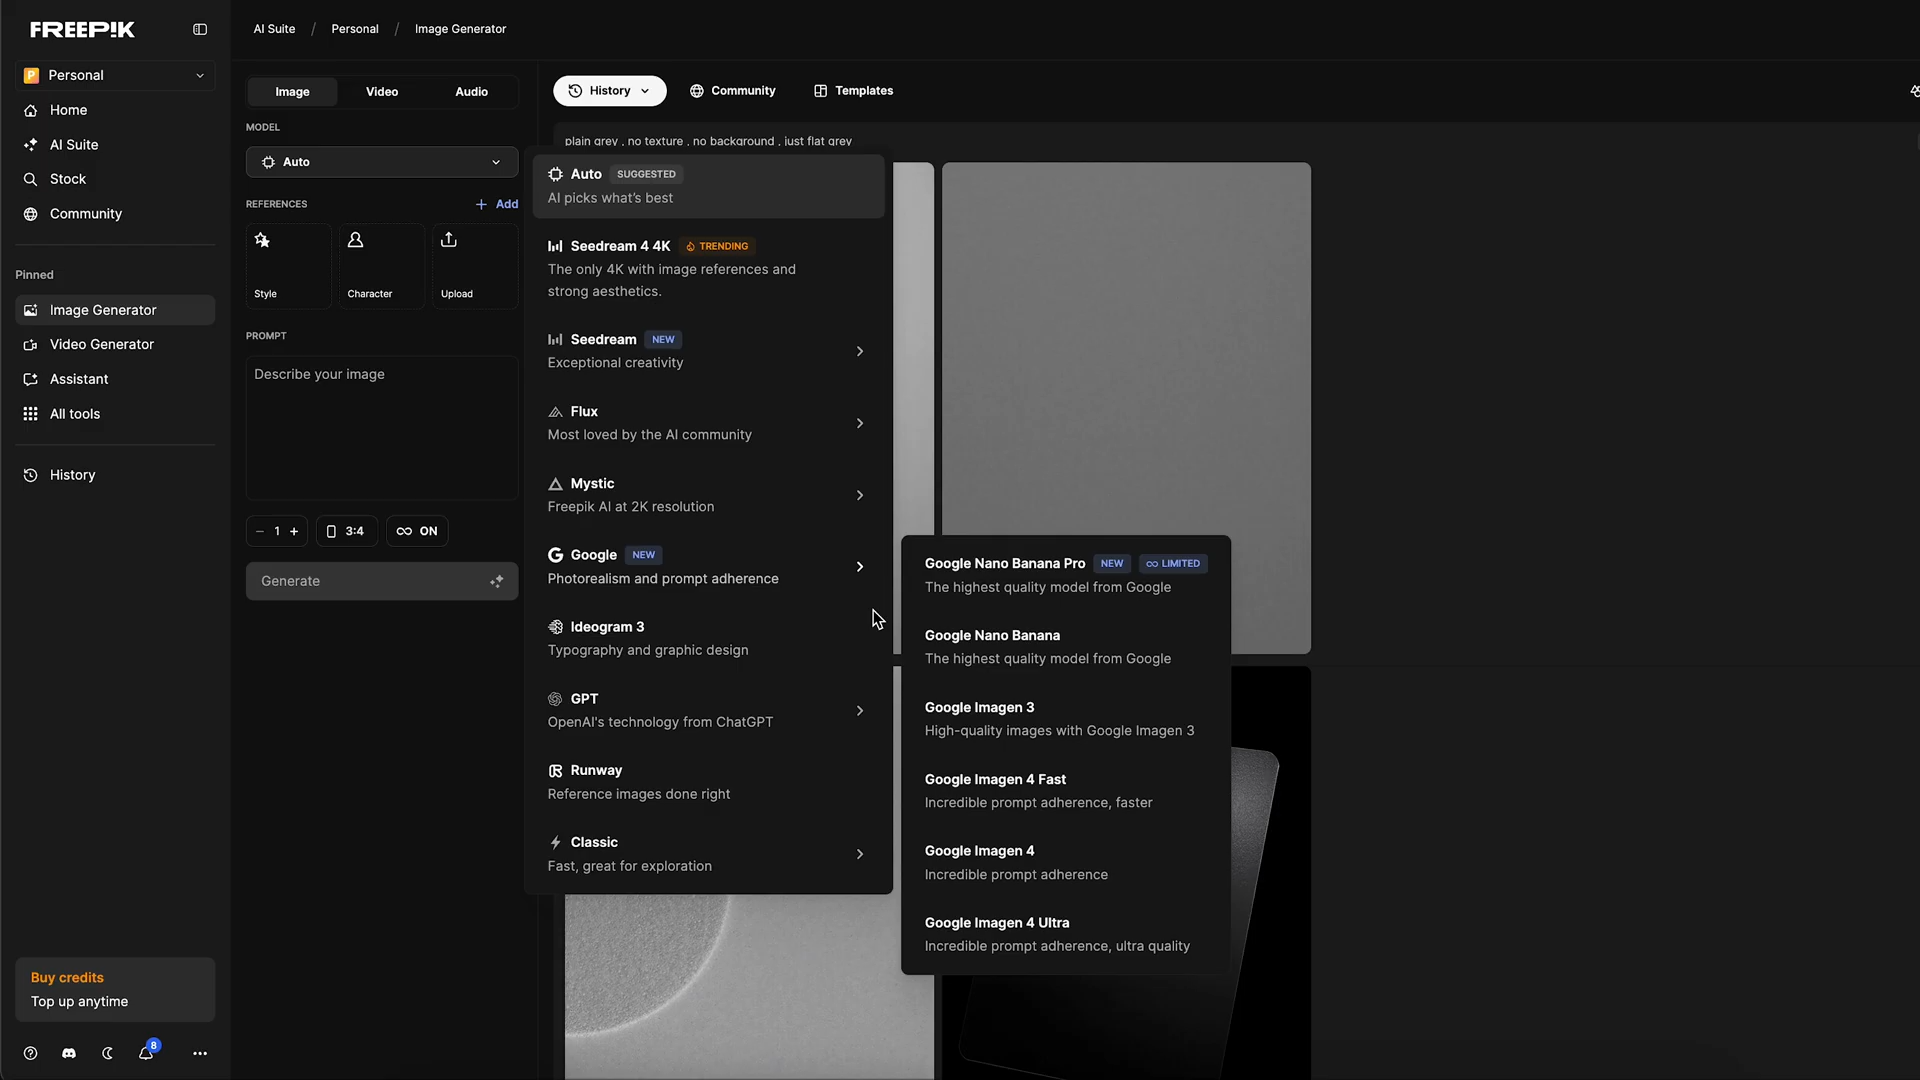 FREEP!K
Personal
Home
AI Suite
Stock
Community
Pinned
Image Generator
Video Generator
Assistant
All tools
History
Buy credits
Top up anytime
8
AI Suite / Personal / Image Generator
Image Video Audio
MODEL
Auto
REFERENCES + Add
Style Character Upload
PROMPT
Describe your image
− 1 + 3:4 ON
Generate
History Community Templates
plain grey , no texture , no background , just flat grey
Auto SUGGESTED
AI picks what's best
Seedream 4 4K TRENDING
The only 4K with image references and
strong aesthetics.
Seedream NEW
Exceptional creativity
Flux
Most loved by the AI community
Mystic
Freepik AI at 2K resolution
Google NEW
Photorealism and prompt adherence
Ideogram 3
Typography and graphic design
GPT
OpenAI's technology from ChatGPT
Runway
Reference images done right
Classic
Fast, great for exploration
Google Nano Banana Pro NEW LIMITED
The highest quality model from Google
Google Nano Banana
The highest quality model from Google
Google Imagen 3
High-quality images with Google Imagen 3
Google Imagen 4 Fast
Incredible prompt adherence, faster
Google Imagen 4
Incredible prompt adherence
Google Imagen 4 Ultra
Incredible prompt adherence, ultra quality